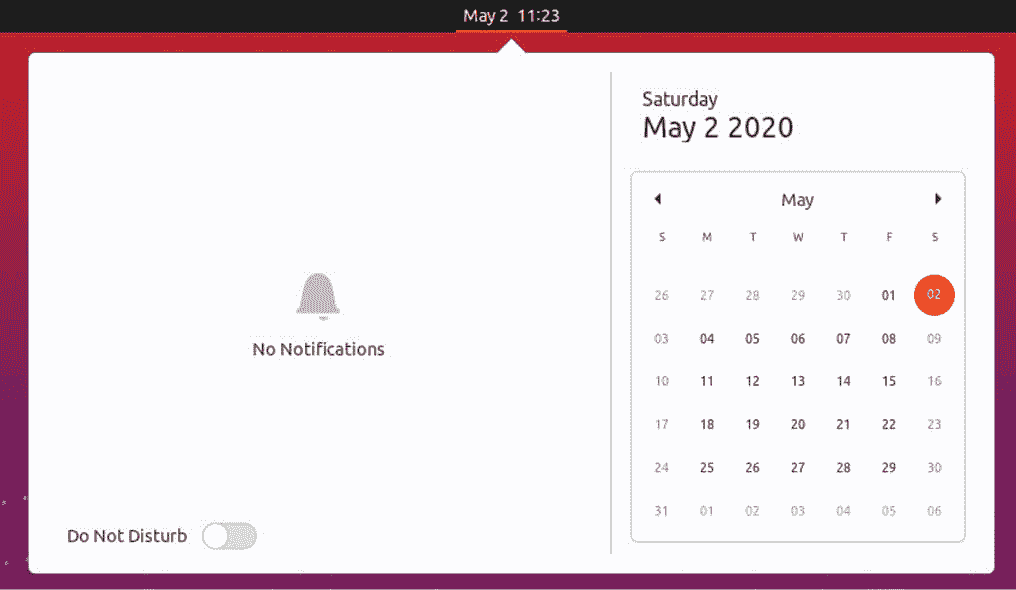 May 2 11:23
No Notifications
Do Not Disturb
Saturday
May 2 2020
May
S M T W T F S
26 27 28 29 30 01 02
03 04 05 06 07 08 09
10 11 12 13 14 15 16
17 18 19 20 21 22 23
24 25 26 27 28 29 30
31 01 02 03 04 05 06